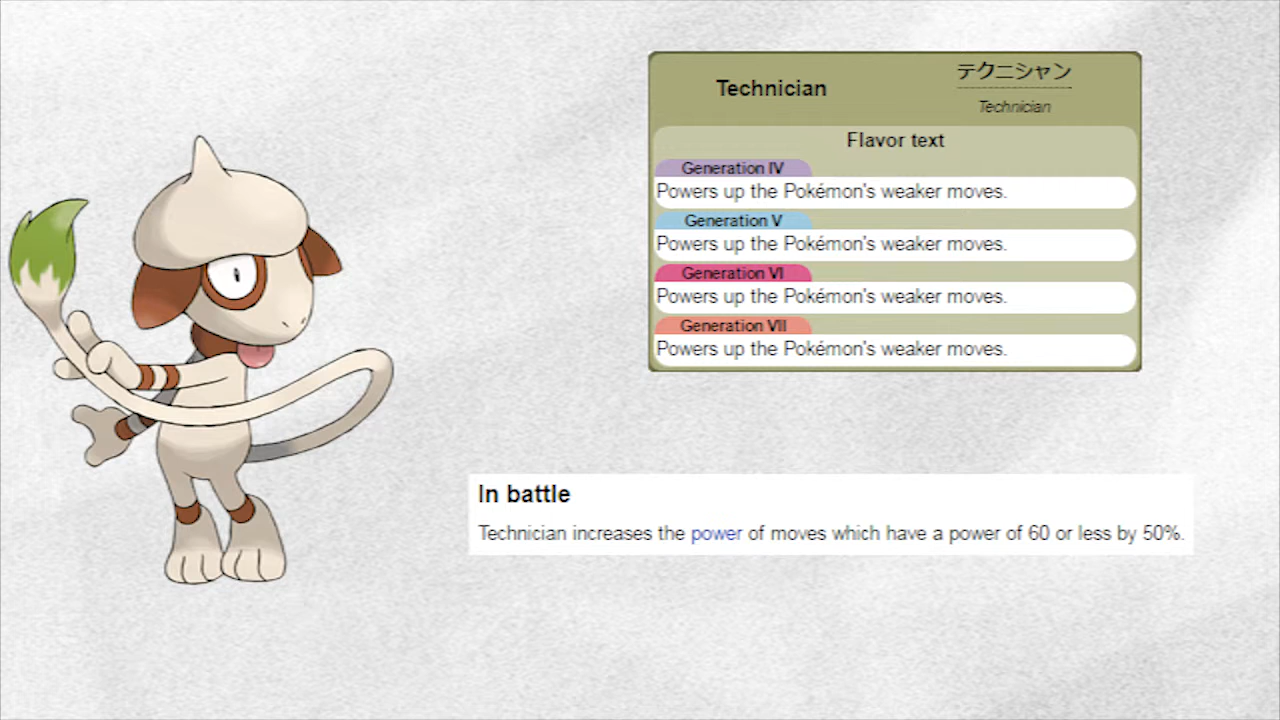 Technician
テクニシャン
Technician
Flavor text
Generation IV
Powers up the Pokémon's weaker moves.
Generation V
Powers up the Pokémon's weaker moves.
Generation VI
Powers up the Pokémon's weaker moves.
Generation VII
Powers up the Pokémon's weaker moves.
In battle
Technician increases the power of moves which have a power of 60 or less by 50%.